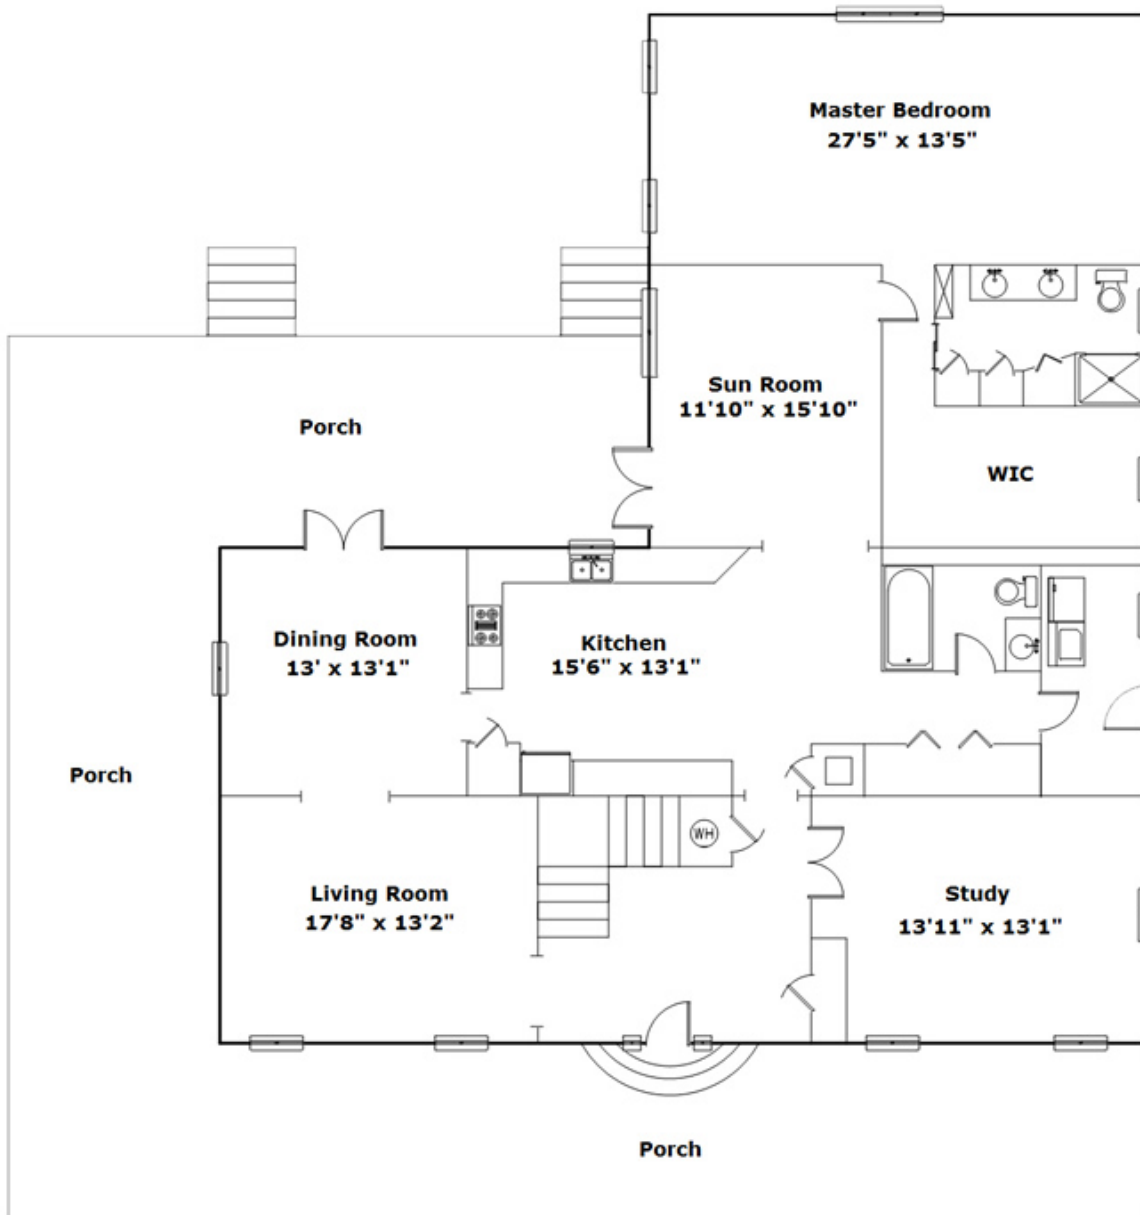 Master Bedroom
27'5" x 13'5"
Sun Room
11'10" x 15'10"
Porch
WIC
Dining Room
13' x 13'1"
Kitchen
15'6" x 13'1"
Porch
WH
Living Room
17'8" x 13'2"
Study
13'11" x 13'1"
Porch